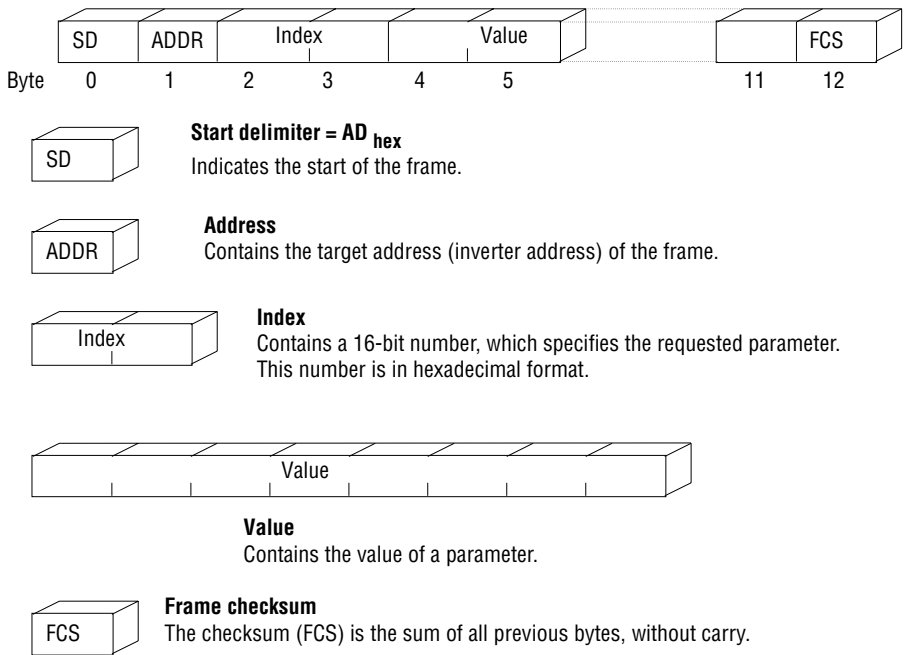 SD ADDR Index Value FCS
Byte 0 1 2 3 4 5 11 12
Start delimiter = AD hex
SD
Indicates the start of the frame.
Address
ADDR
Contains the target address (inverter address) of the frame.
Index
Index
Contains a 16-bit number, which specifies the requested parameter.
This number is in hexadecimal format.
Value
Value
Contains the value of a parameter.
Frame checksum
FCS
The checksum (FCS) is the sum of all previous bytes, without carry.